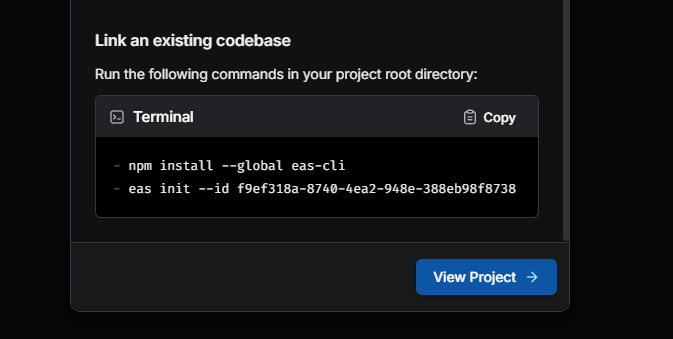 Link an existing codebase
Run the following commands in your project root directory:
Terminal
Copy
- npm install --global eas-cli
- eas init --id f9ef318a-8740-4ea2-948e-388eb98f8738
View Project →